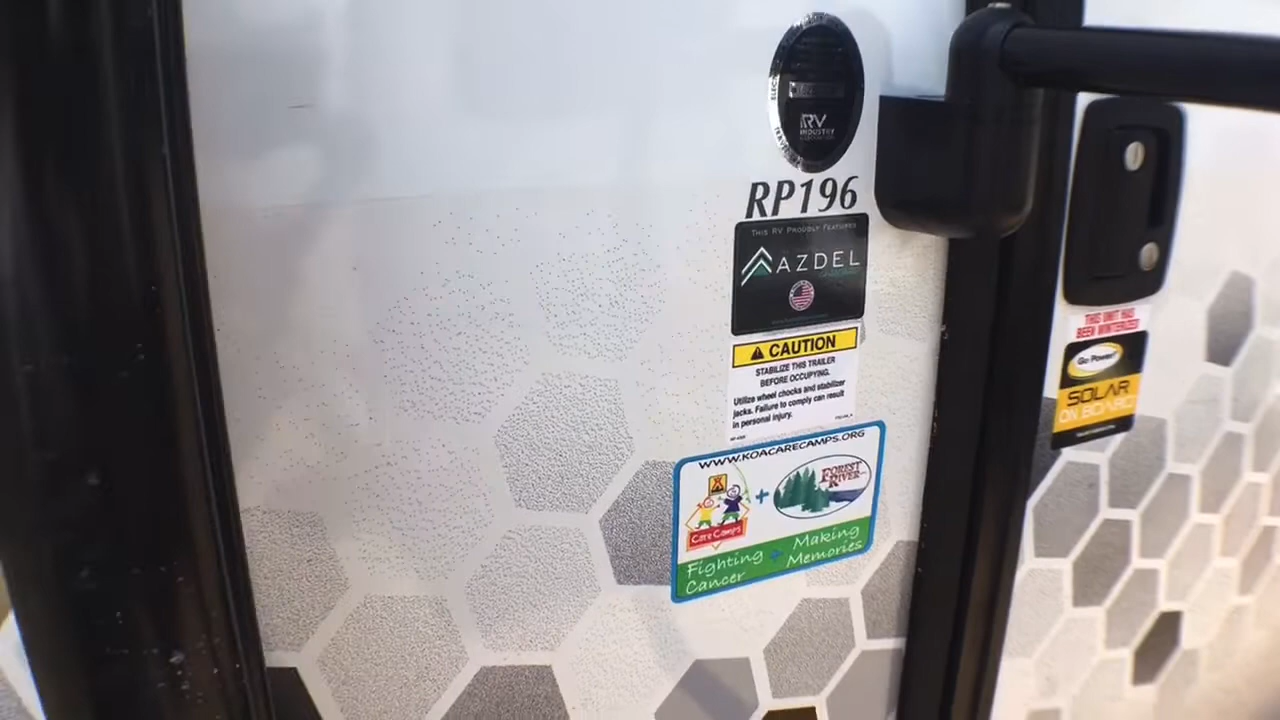 RV
INDUSTRY
ASSOCIATION
RP196
THIS RV PROUDLY FEATURES
AZDEL
CAUTION
STABILIZE THIS TRAILER
BEFORE OCCUPYING.
Utilize wheel chocks and stabilizer
jacks. Failure to comply can result
in personal injury.
WWW.KOACARECAMPS.ORG
Care Camps
+
FOREST
RIVER
Fighting + Making
Cancer Memories
THIS UNIT HAS
BEEN WINTERIZED
Go Power!
SOLAR
ON BOARD